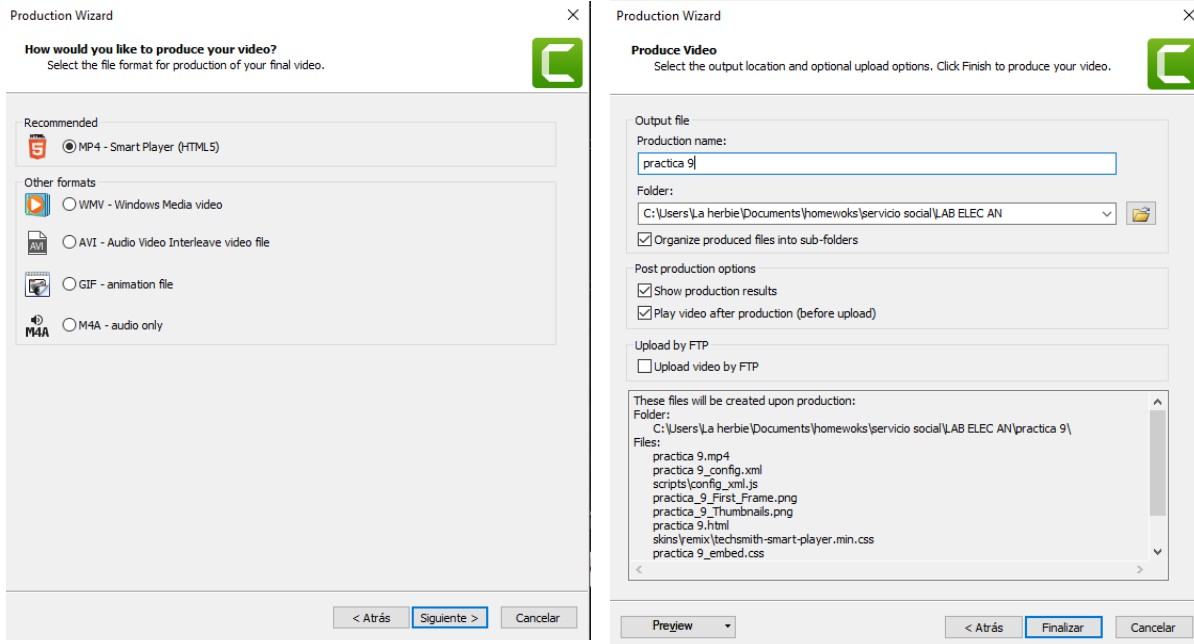 Production Wizard
How would you like to produce your video?
Select the file format for production of your final video.
Recommended
HTML
5
MP4 - Smart Player (HTML5)
Other formats
WMV - Windows Media video
AVI
AVI - Audio Video Interleave video file
GIF - animation file
M4A
M4A - audio only
< Atrás
Siguiente >
Cancelar
Production Wizard
Produce Video
Select the output location and optional upload options. Click Finish to produce your video.
Output file
Production name:
practica 9
Folder:
C:\Users\La herbie\Documents\homewoks\servicio social\LAB ELEC AN
Organize produced files into sub-folders
Post production options
Show production results
Play video after production (before upload)
Upload by FTP
Upload video by FTP
These files will be created upon production:
Folder:
C:\Users\La herbie\Documents\homewoks\servicio social\LAB ELEC AN\practica 9\
Files:
practica 9.mp4
practica 9_config.xml
scripts\config_xml.js
practica_9_First_Frame.png
practica_9_Thumbnails.png
practica 9.html
skins\remix\techsmith-smart-player.min.css
practica 9_embed.css
Preview
< Atrás
Finalizar
Cancelar